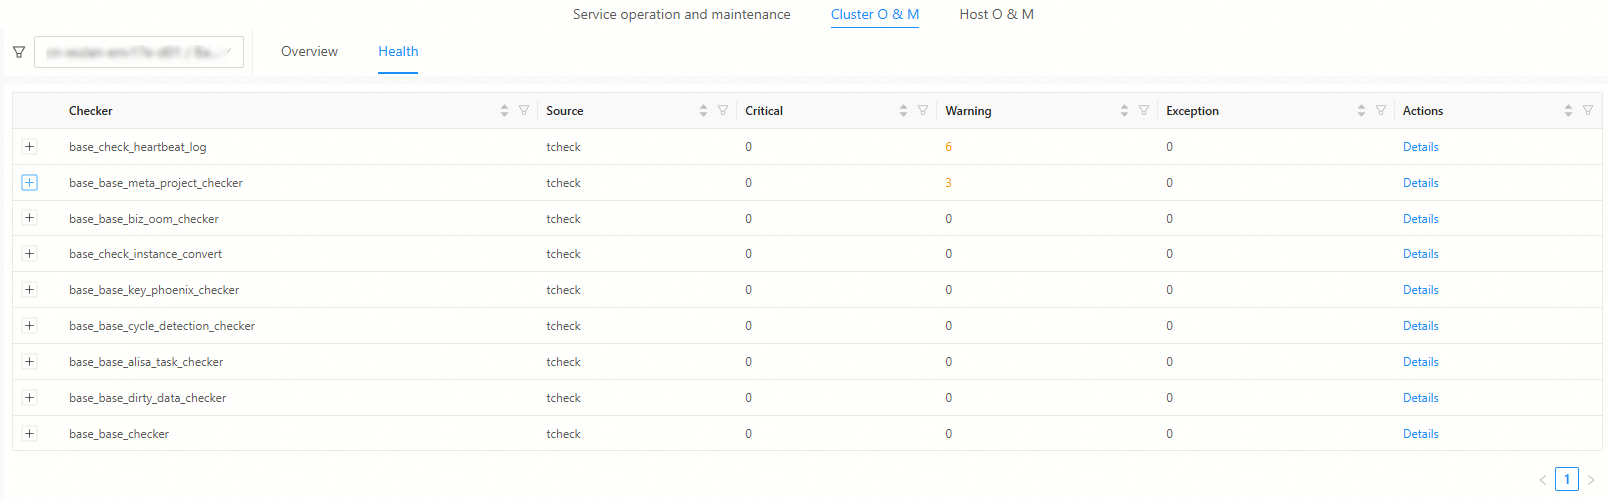 Service operation and maintenance Cluster O & M Host O & M
Overview Health
Checker Source Critical Warning Exception Actions
base_check_heartbeat_log tcheck 0 6 0 Details
base_base_meta_project_checker tcheck 0 3 0 Details
base_base_biz_oom_checker tcheck 0 0 0 Details
base_check_instance_convert tcheck 0 0 0 Details
base_base_key_phoenix_checker tcheck 0 0 0 Details
base_base_cycle_detection_checker tcheck 0 0 0 Details
base_base_alisa_task_checker tcheck 0 0 0 Details
base_base_dirty_data_checker tcheck 0 0 0 Details
base_base_checker tcheck 0 0 0 Details
1